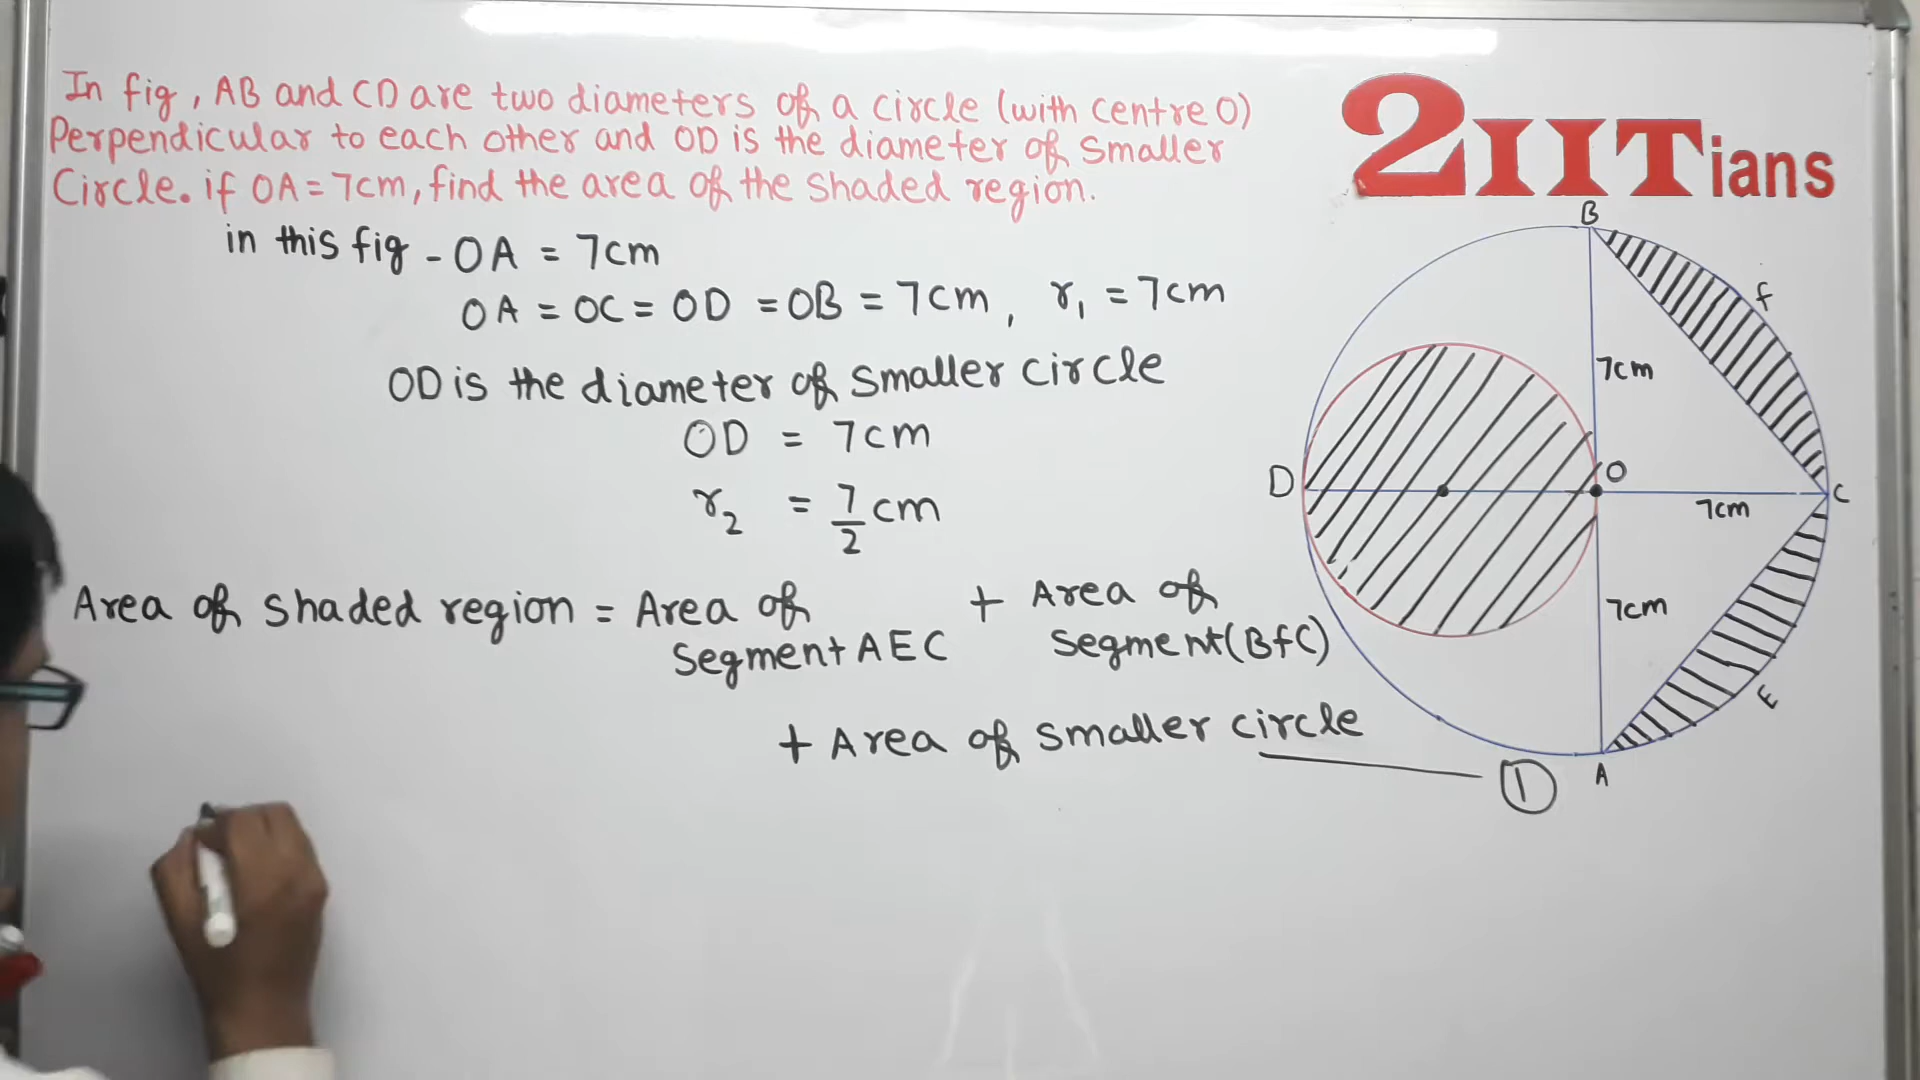 In fig, AB and CD are two diameters of a circle (with centre O)
Perpendicular to each other and OD is the diameter of smaller
Circle. if OA = 7cm, find the area of the shaded region.
2IITians
in this fig - OA = 7cm
OA = OC = OD = OB = 7cm, r₁ = 7cm
OD is the diameter of smaller circle
OD = 7cm
r₂ = 7/2 cm
Area of shaded region = Area of segment AEC + Area of segment (BfC)
+ Area of smaller circle ①
B
f
7cm
D
O
C
7cm
7cm
E
A